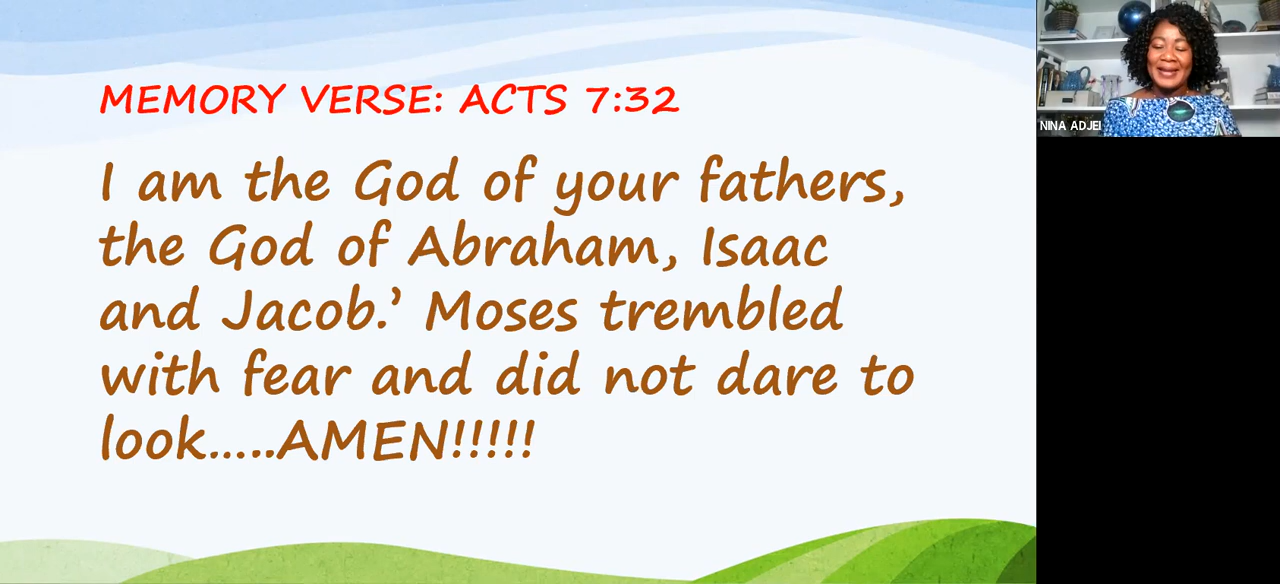 MEMORY VERSE: ACTS 7:32
I am the God of your fathers,
the God of Abraham, Isaac
and Jacob.’ Moses trembled
with fear and did not dare to
look.....AMEN!!!!!
NINA ADJEI